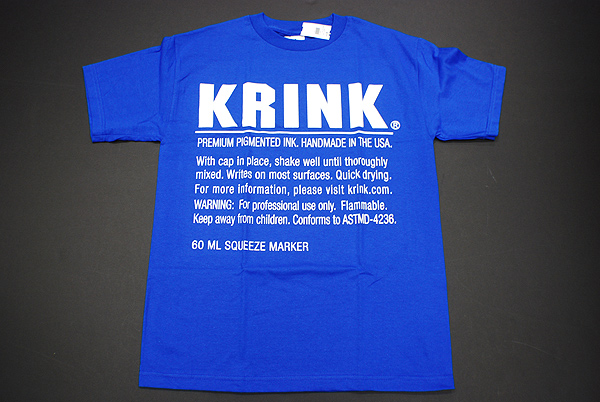 KRINK®
PREMIUM PIGMENTED INK. HANDMADE IN THE USA.
With cap in place, shake well until thoroughly
mixed. Writes on most surfaces. Quick drying.
For more information, please visit krink.com.
WARNING: For professional use only. Flammable.
Keep away from children. Conforms to ASTMD-4236.
60 ML SQUEEZE MARKER